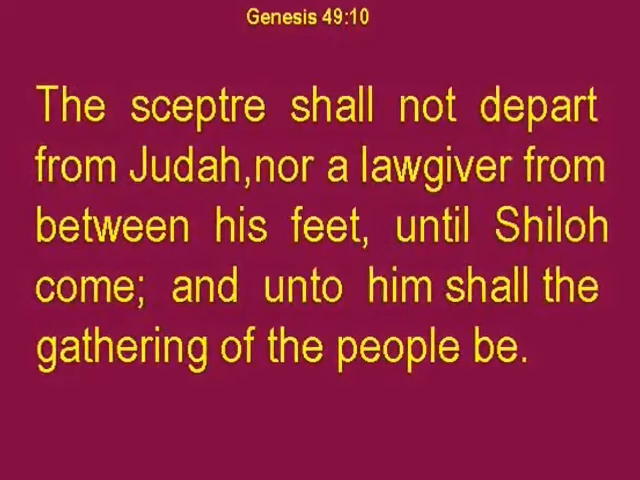 Genesis 49:10
The sceptre shall not depart
from Judah,nor a lawgiver from
between his feet, until Shiloh
come; and unto him shall the
gathering of the people be.